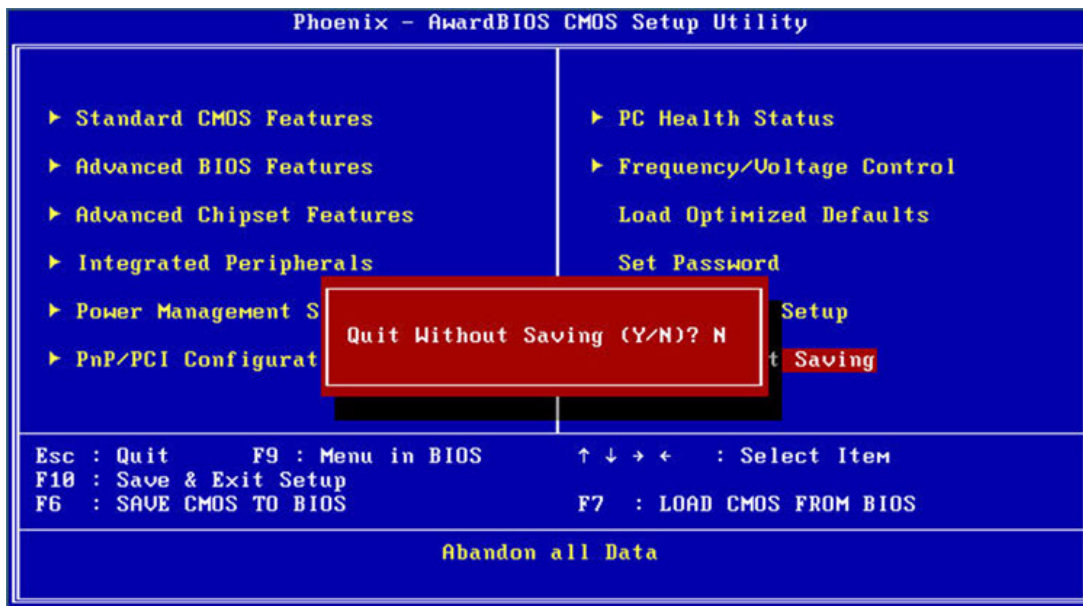 Phoenix - AwardBIOS CMOS Setup Utility
► Standard CMOS Features
► Advanced BIOS Features
► Advanced Chipset Features
► Integrated Peripherals
► Power Management S
► PnP/PCI Configurat
► PC Health Status
► Frequency/Voltage Control
Load Optimized Defaults
Set Password
Setup
t Saving
Quit Without Saving (Y/N)? N
Esc : Quit F9 : Menu in BIOS ↑ ↓ → ← : Select Item
F10 : Save & Exit Setup
F6 : SAVE CMOS TO BIOS F7 : LOAD CMOS FROM BIOS
Abandon all Data